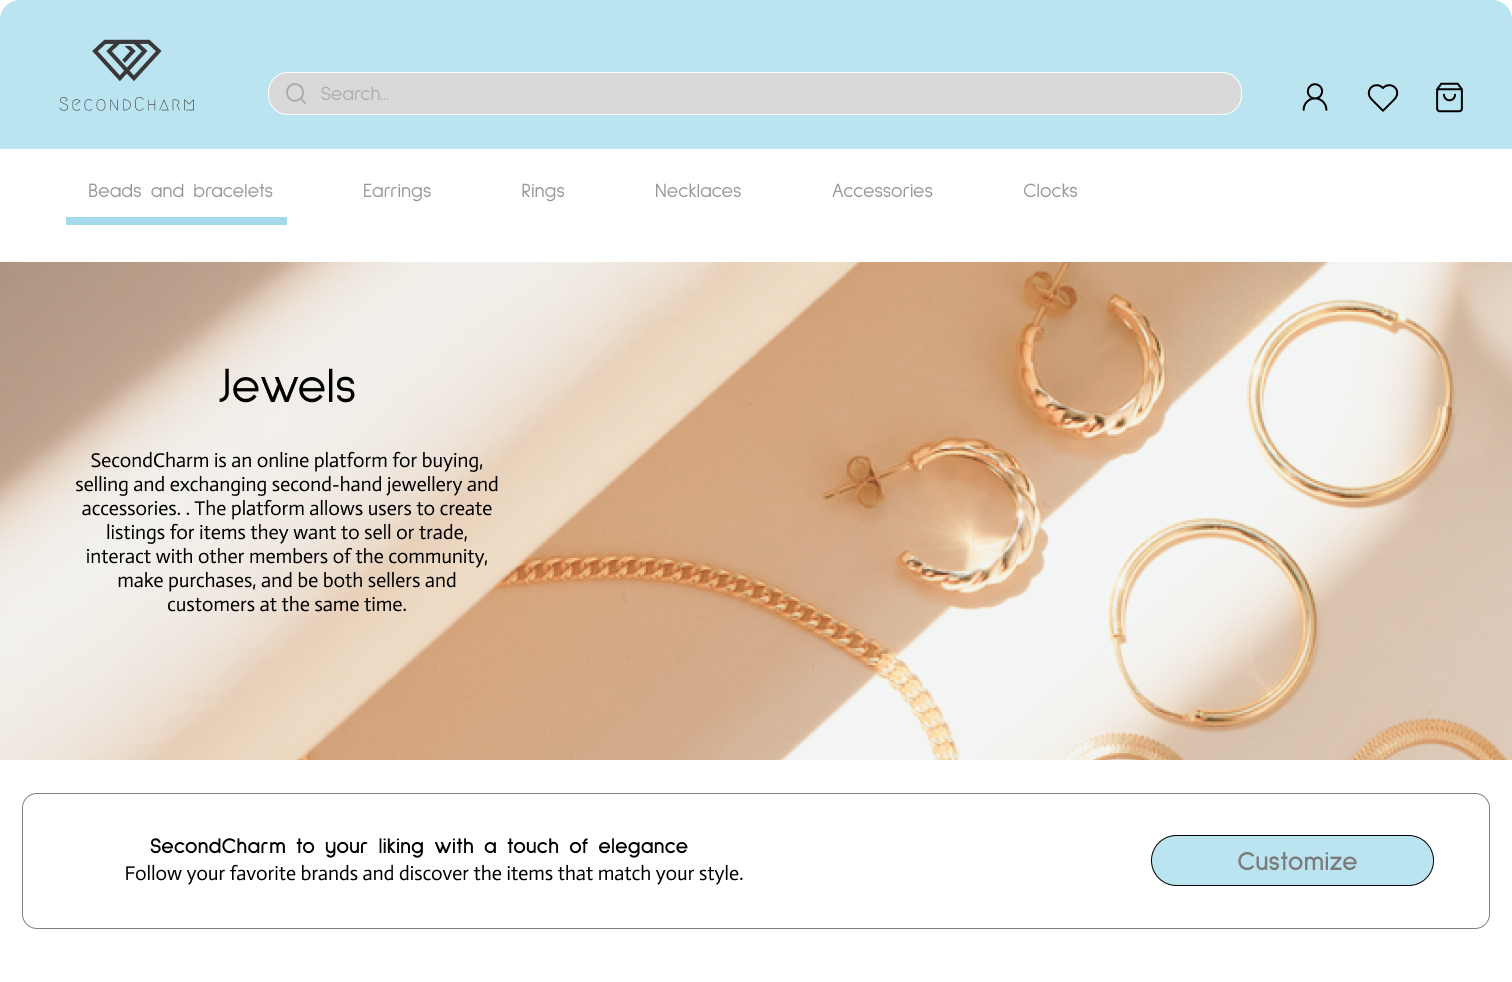 SecondCharm
Search...
Beads and bracelets
Earrings
Rings
Necklaces
Accessories
Clocks
Jewels
SecondCharm is an online platform for buying,
selling and exchanging second-hand jewellery and
accessories. . The platform allows users to create
listings for items they want to sell or trade,
interact with other members of the community,
make purchases, and be both sellers and
customers at the same time.
SecondCharm to your liking with a touch of elegance
Follow your favorite brands and discover the items that match your style.
Customize